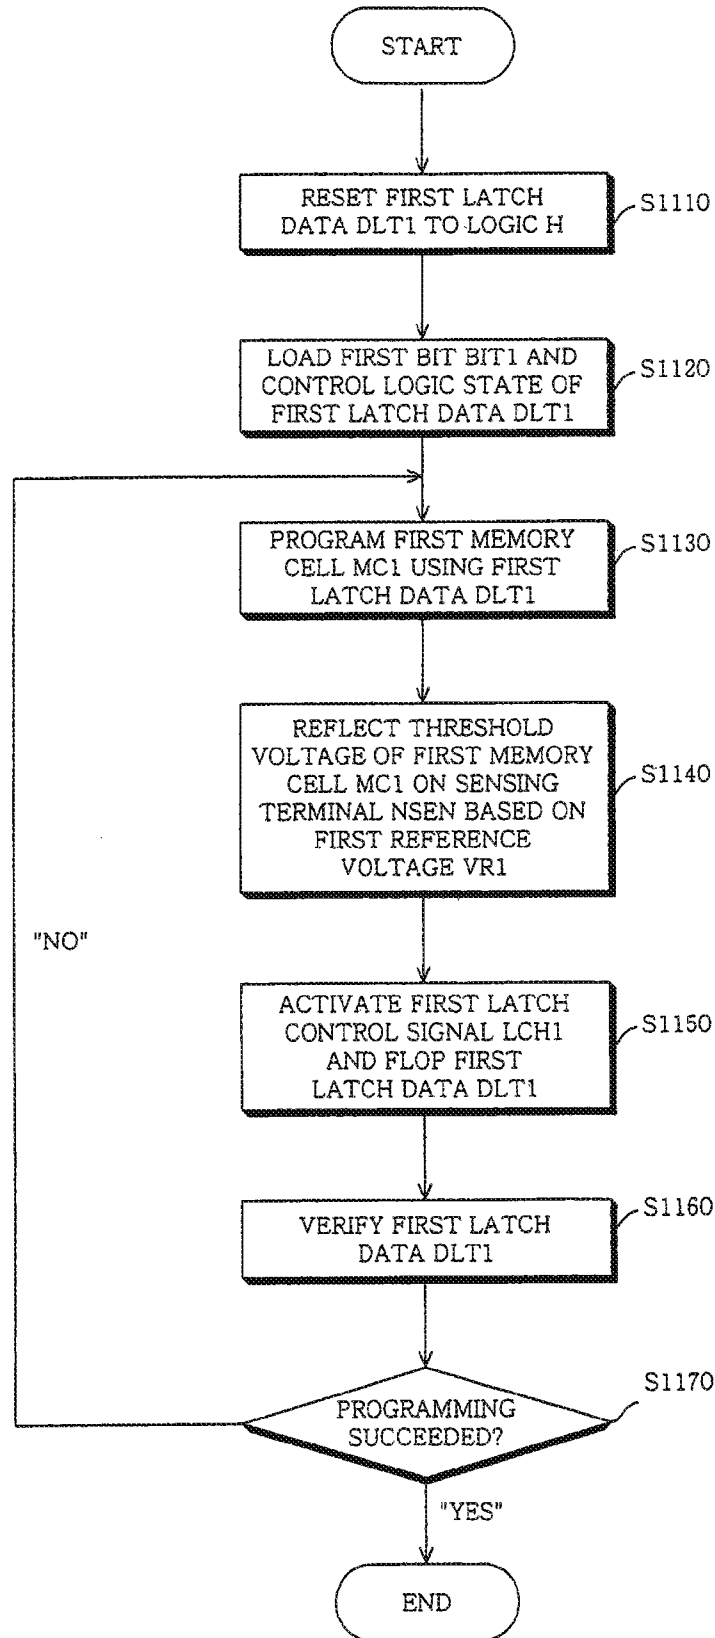 START
RESET FIRST LATCH
DATA DLT1 TO LOGIC H
S1110
LOAD FIRST BIT BIT1 AND
CONTROL LOGIC STATE OF
FIRST LATCH DATA DLT1
S1120
PROGRAM FIRST MEMORY
CELL MC1 USING FIRST
LATCH DATA DLT1
S1130
REFLECT THRESHOLD
VOLTAGE OF FIRST MEMORY
CELL MC1 ON SENSING
TERMINAL NSEN BASED ON
FIRST REFERENCE
VOLTAGE VR1
S1140
"NO"
ACTIVATE FIRST LATCH
CONTROL SIGNAL LCH1
AND FLOP FIRST
LATCH DATA DLT1
S1150
VERIFY FIRST LATCH
DATA DLT1
S1160
PROGRAMMING
SUCCEEDED?
S1170
"YES"
END